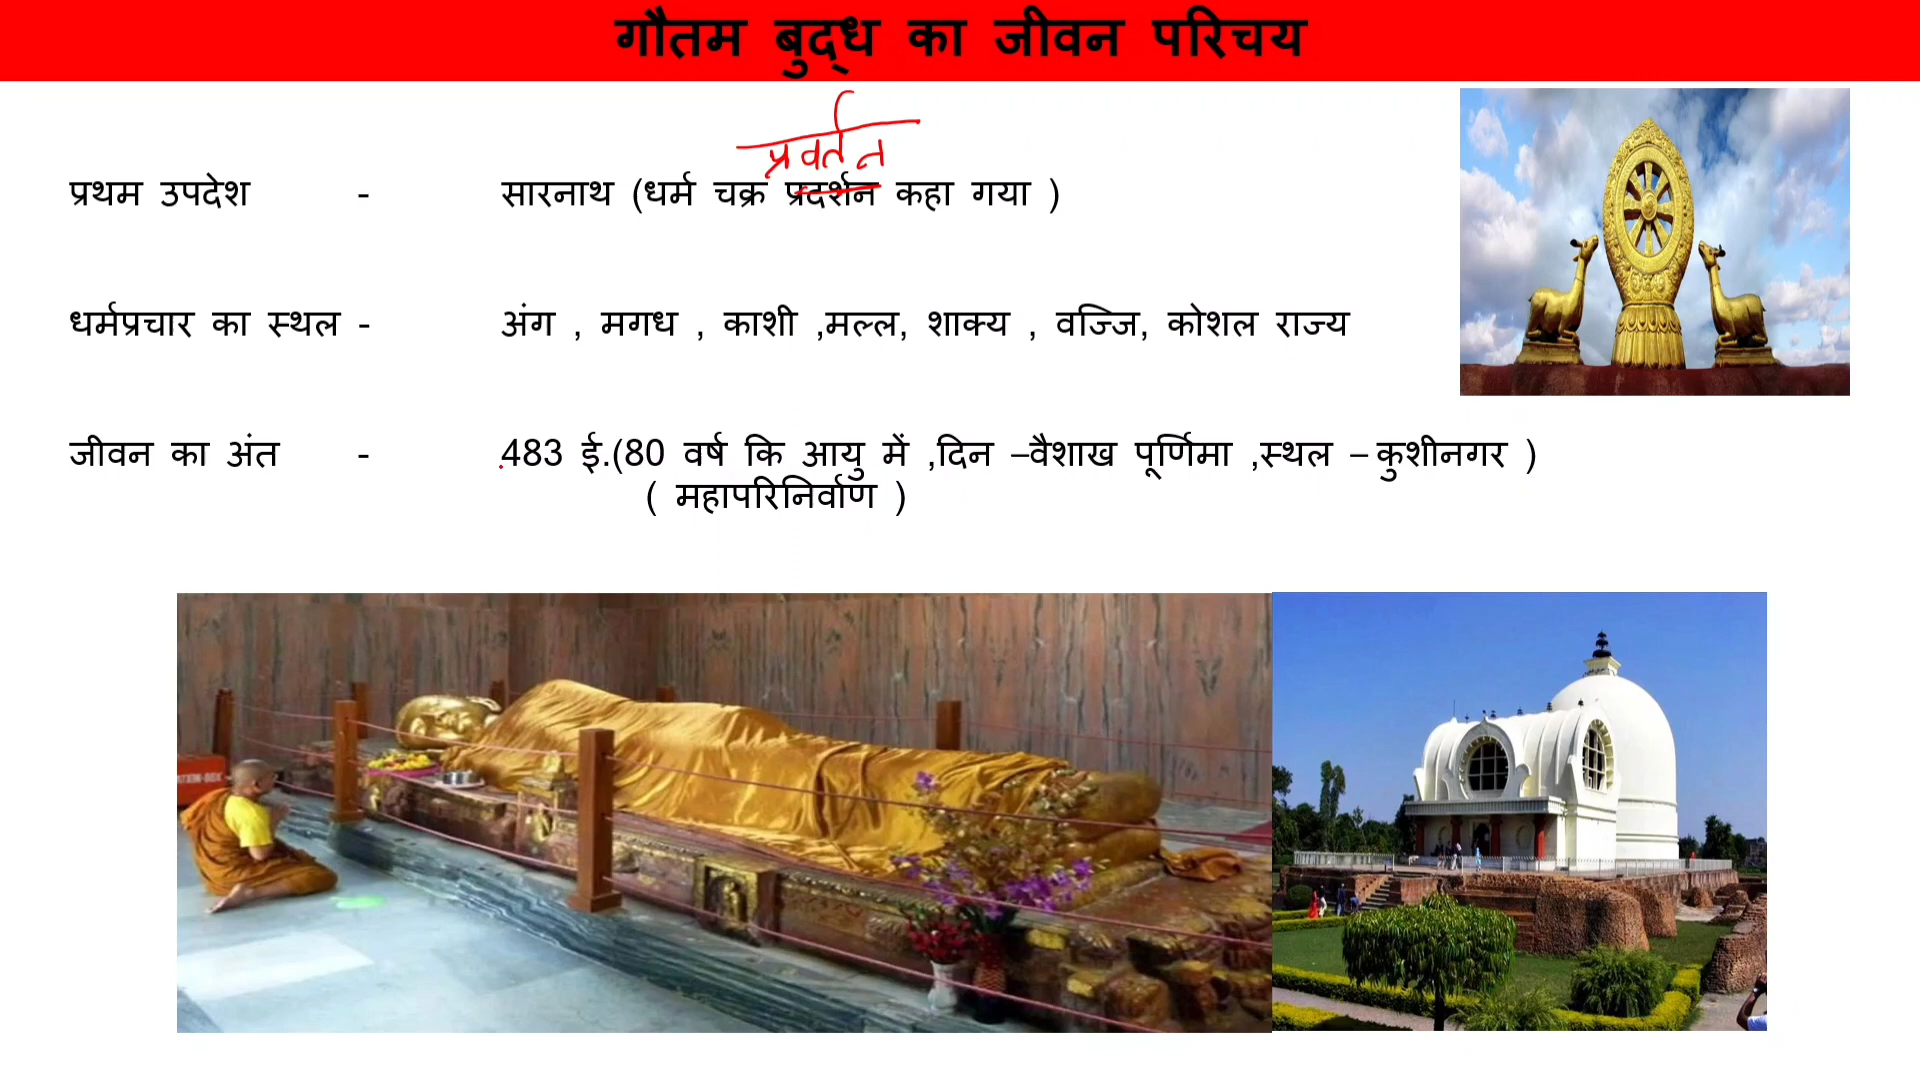 गौतम बुद्ध का जीवन परिचय
प्रवर्तन
प्रथम उपदेश - सारनाथ (धर्म चक्र प्रदर्शन कहा गया )
धर्मप्रचार का स्थल - अंग , मगध , काशी ,मल्ल, शाक्य , वज्जि, कोशल राज्य
जीवन का अंत - 483 ई.(80 वर्ष कि आयु में ,दिन –वैशाख पूर्णिमा ,स्थल – कुशीनगर )
( महापरिनिर्वाण )